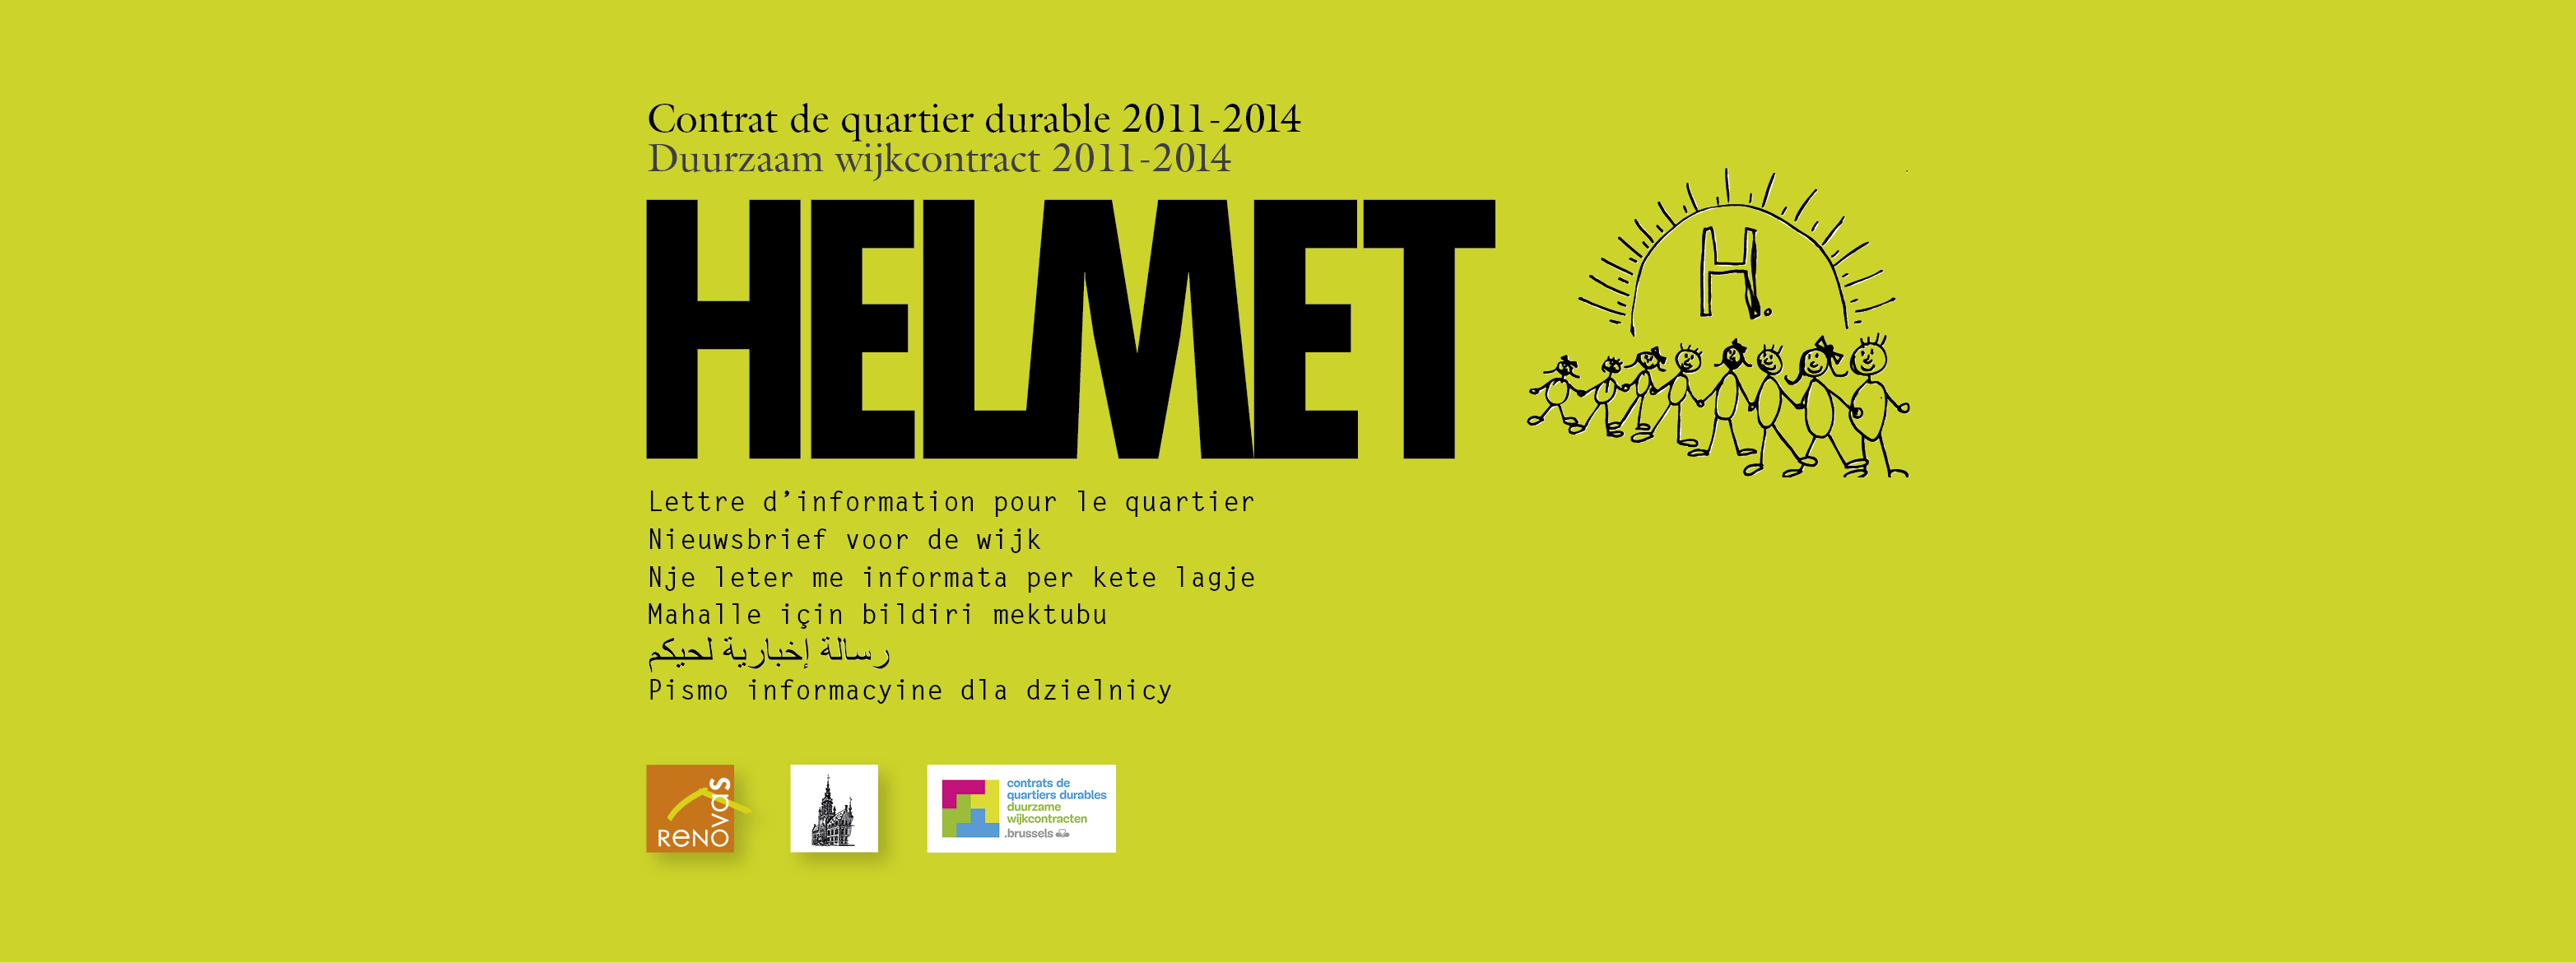 Contrat de quartier durable 2011-2014
Duurzaam wijkcontract 2011-2014
HELMET
H.
Lettre d’information pour le quartier
Nieuwsbrief voor de wijk
Nje leter me informata per kete lagje
Mahalle için bildiri mektubu
رسالة إخبارية لحيكم
Pismo informacyine dla dzielnicy
RENOvas
contrats de
quartiers durables
duurzame
wijkcontracten
.brussels